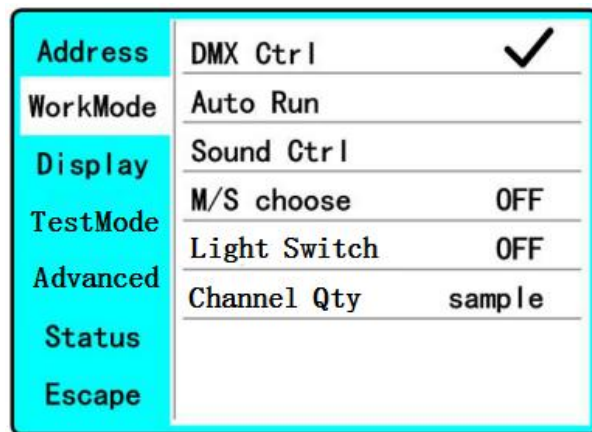 Address
WorkMode
Display
TestMode
Advanced
Status
Escape
DMX Ctrl
Auto Run
Sound Ctrl
M/S choose OFF
Light Switch OFF
Channel Qty sample